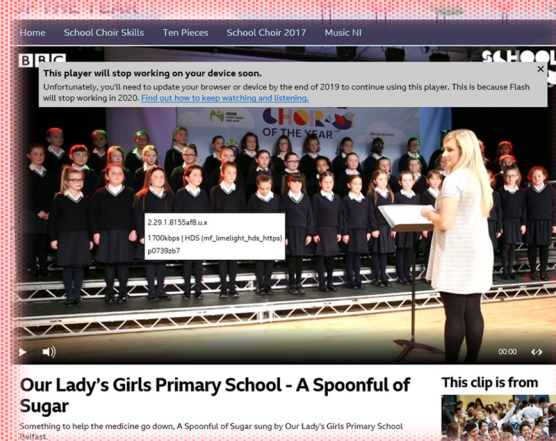 OF THE YEAR
Home School Choir Skills Ten Pieces School Choir 2017 Music NI
BBC
SCHOOL
This player will stop working on your device soon.
Unfortunately, you'll need to update your browser or device by the end of 2019 to continue using this player. This is because Flash
will stop working in 2020. Find out how to keep watching and listening.
CHORUS
OF THE YEAR
2.29.1.8155af8.u.x
1700kbps | HDS (mf_limelight_hds_https)
p0739zb7
00:00
Our Lady's Girls Primary School - A Spoonful of
Sugar
Something to help the medicine go down, A Spoonful of Sugar sung by Our Lady's Girls Primary School
Belfast.
This clip is from